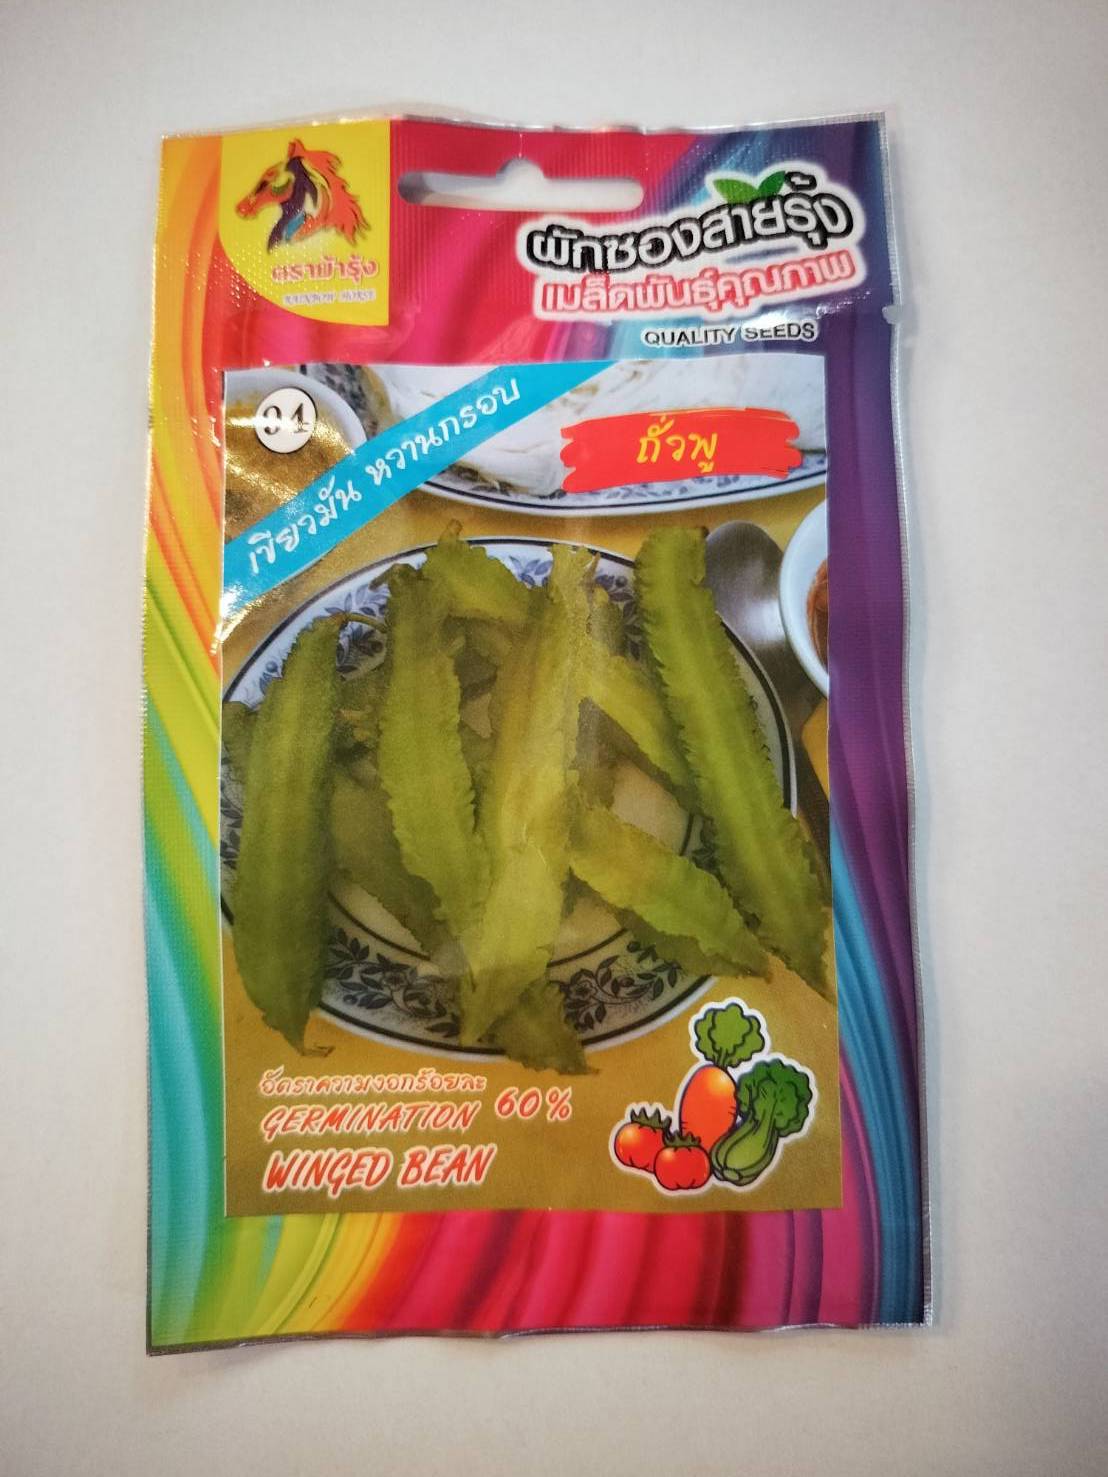 ตราม้ารุ้ง
RAINBOW HORSE
ผักซองสายรุ้ง
เมล็ดพันธุ์คุณภาพ
QUALITY SEEDS
94
เขียวมัน หวานกรอบ
ถั่วพู
อัตราความงอกร้อยละ
GERMINATION 60%
WINGED BEAN